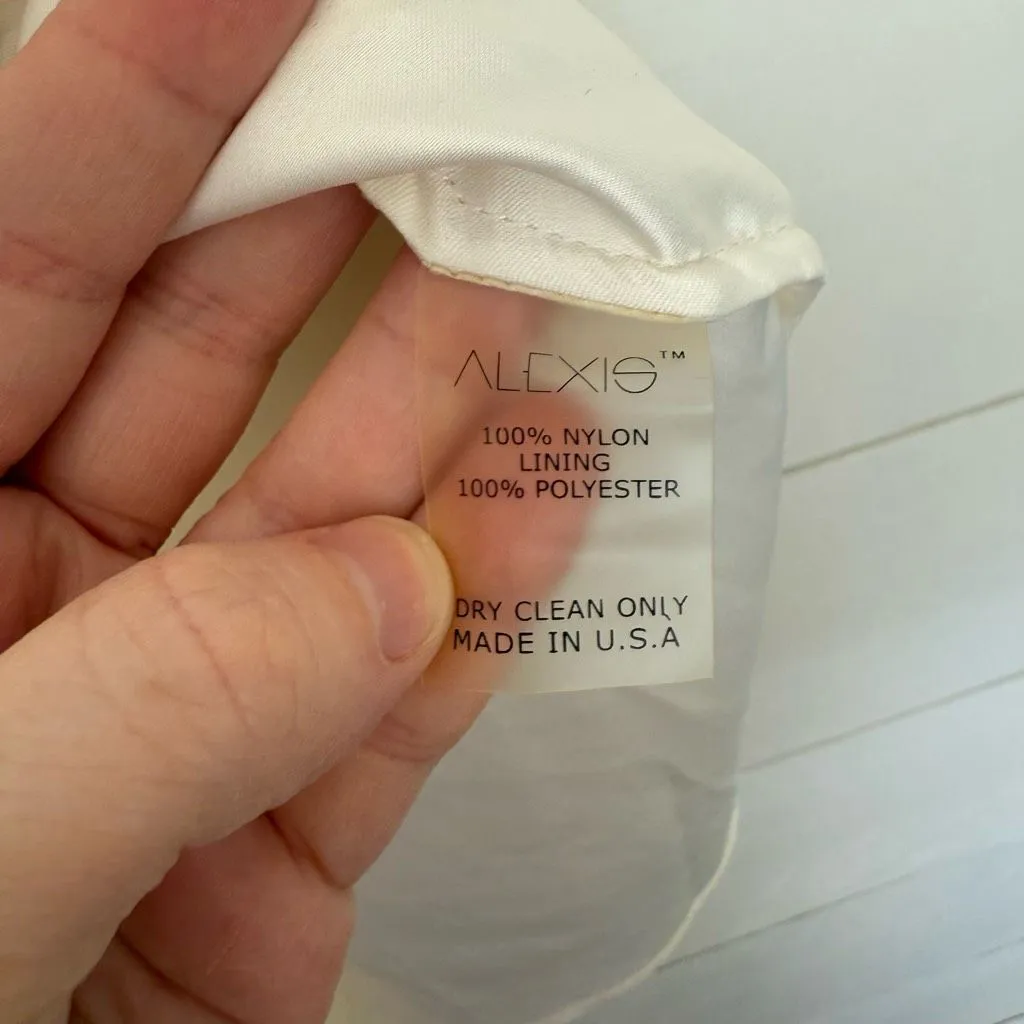 ALEXIS™
100% NYLON
LINING
100% POLYESTER
DRY CLEAN ONLY
MADE IN U.S.A